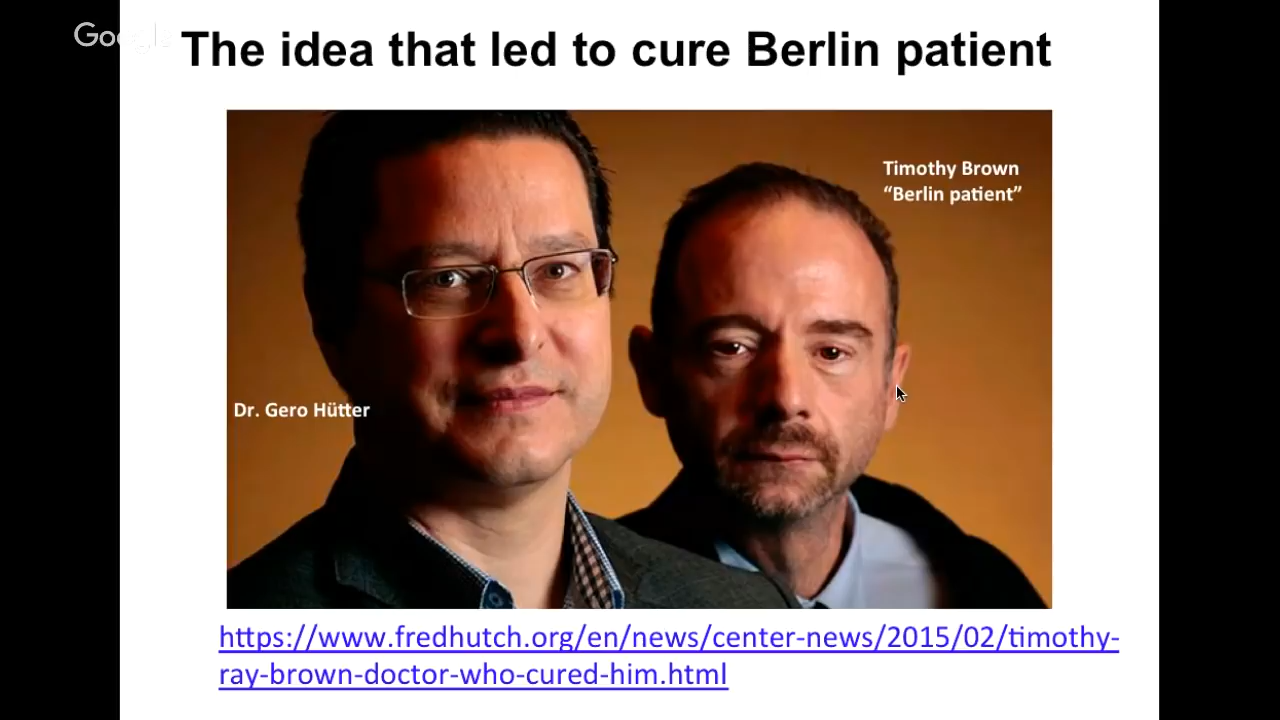 Google
The idea that led to cure Berlin patient
Timothy Brown
“Berlin patient”
Dr. Gero Hütter
https://www.fredhutch.org/en/news/center-news/2015/02/timothy-
ray-brown-doctor-who-cured-him.html